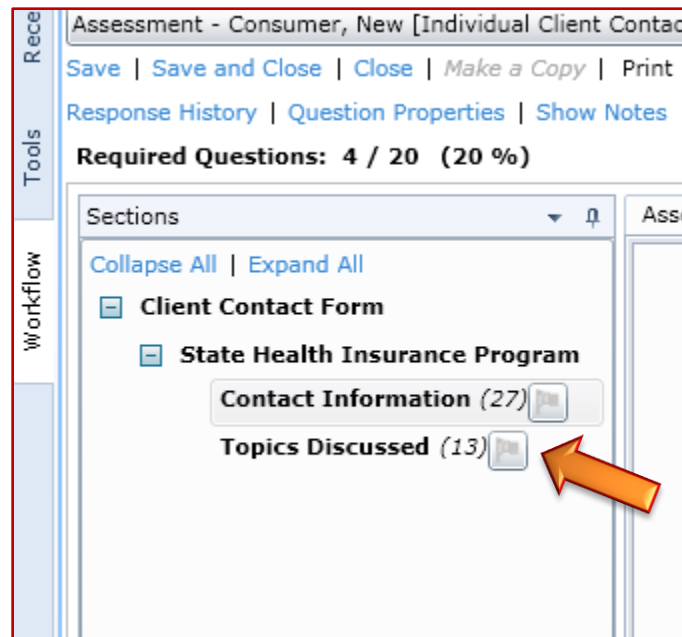 Rece
Tools
Workflow
Assessment - Consumer, New [Individual Client Contac
Save | Save and Close | Close | Make a Copy | Print
Response History | Question Properties | Show Notes
Required Questions: 4 / 20 (20 %)
Sections
Ass
Collapse All | Expand All
Client Contact Form
State Health Insurance Program
Contact Information (27)
Topics Discussed (13)